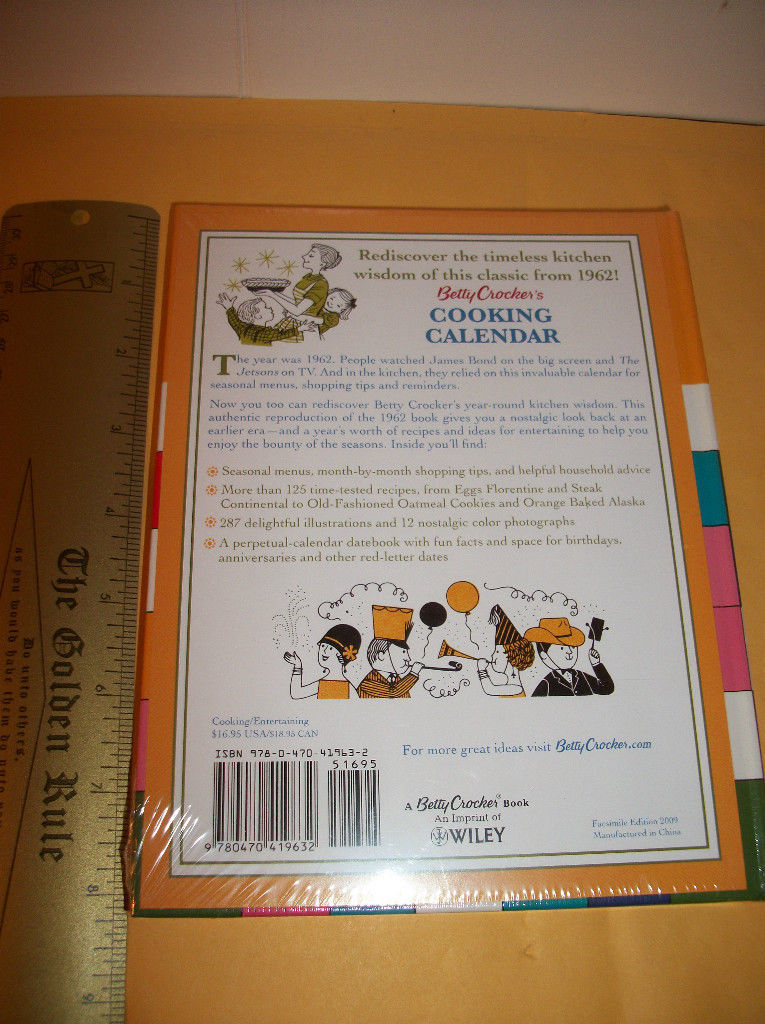 Rediscover the timeless kitchen
wisdom of this classic from 1962!
Betty Crocker's
COOKING
CALENDAR
The year was 1962. People watched James Bond on the big screen and The
Jetsons on TV. And in the kitchen, they relied on this invaluable calendar for
seasonal menus, shopping tips and reminders.
Now you too can rediscover Betty Crocker's year-round kitchen wisdom. This
authentic reproduction of the 1962 book gives you a nostalgic look back at an
earlier era—and a year's worth of recipes and ideas for entertaining to help you
enjoy the bounty of the seasons. Inside you'll find:
Seasonal menus, month-by-month shopping tips, and helpful household advice
More than 125 time-tested recipes, from Eggs Florentine and Steak
Continental to Old-Fashioned Oatmeal Cookies and Orange Baked Alaska
287 delightful illustrations and 12 nostalgic color photographs
A perpetual-calendar datebook with fun facts and space for birthdays,
anniversaries and other red-letter dates
Cooking/Entertaining
$16.95 USA/$18.95 CAN
ISBN 978-0-470-41963-2
51695
9 780470 419632
For more great ideas visit BettyCrocker.com
A Betty Crocker® Book
An Imprint of
WILEY
Facsimile Edition 2009
Manufactured in China
The Golden Rule
Do unto others,
as you would have them do unto you
2
3
4
5
6
7
8
9